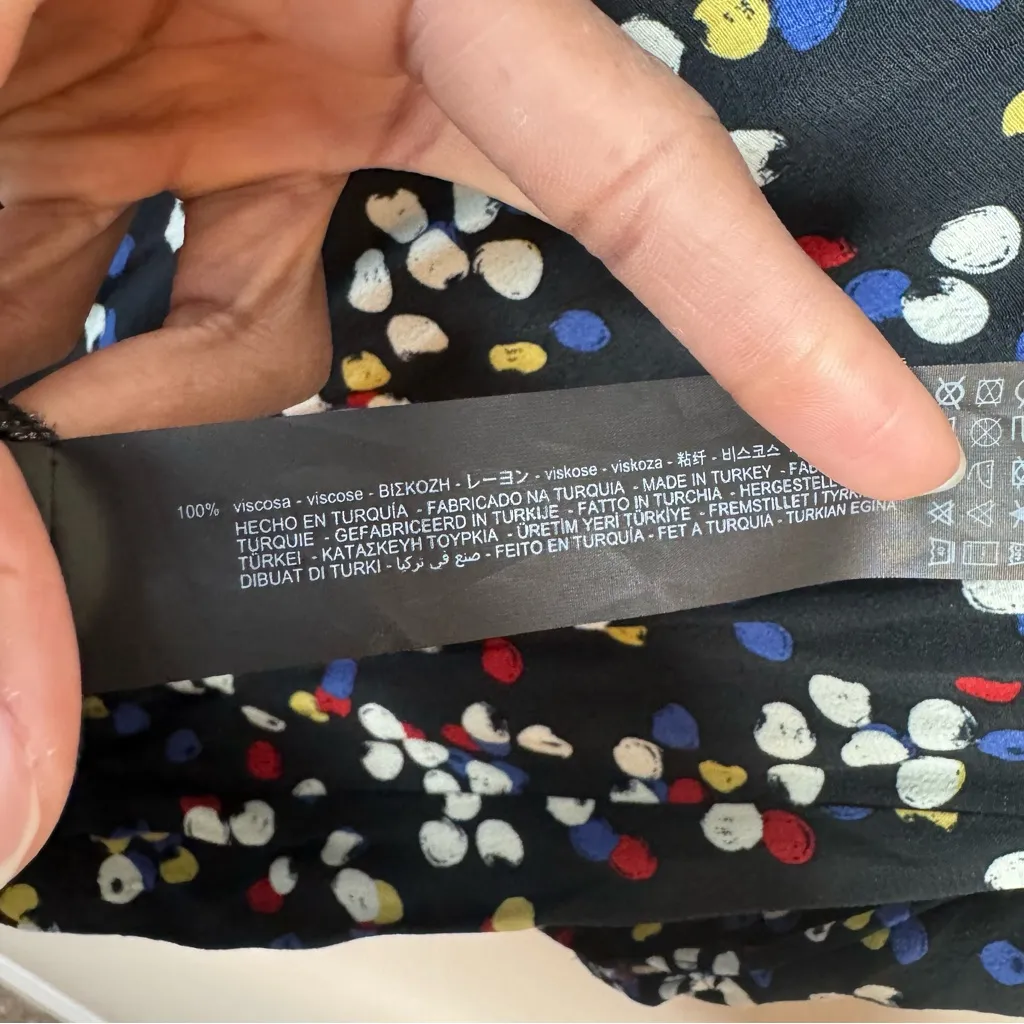 100% viscosa - viscose - ΒΙΣΚΟΖΗ - レーヨン - viskose - viskoza - 粘纤 - 비스코스
HECHO EN TURQUÍA - FABRICADO NA TURQUIA - MADE IN TURKEY
TURQUIE - GEFABRICEERD IN TURKIJE - FATTO IN TURCHIA
TÜRKEI - ΚΑΤΑΣΚΕΥΗ ΤΟΥΡΚΙΑ - ÜRETİM YERİ TÜRKİYE - FREMSTILLET I
DIBUAT DI TURKI - صنع في تركيا - FEITO EN TURQUÍA - FET A TURQUIA - TURKIAN